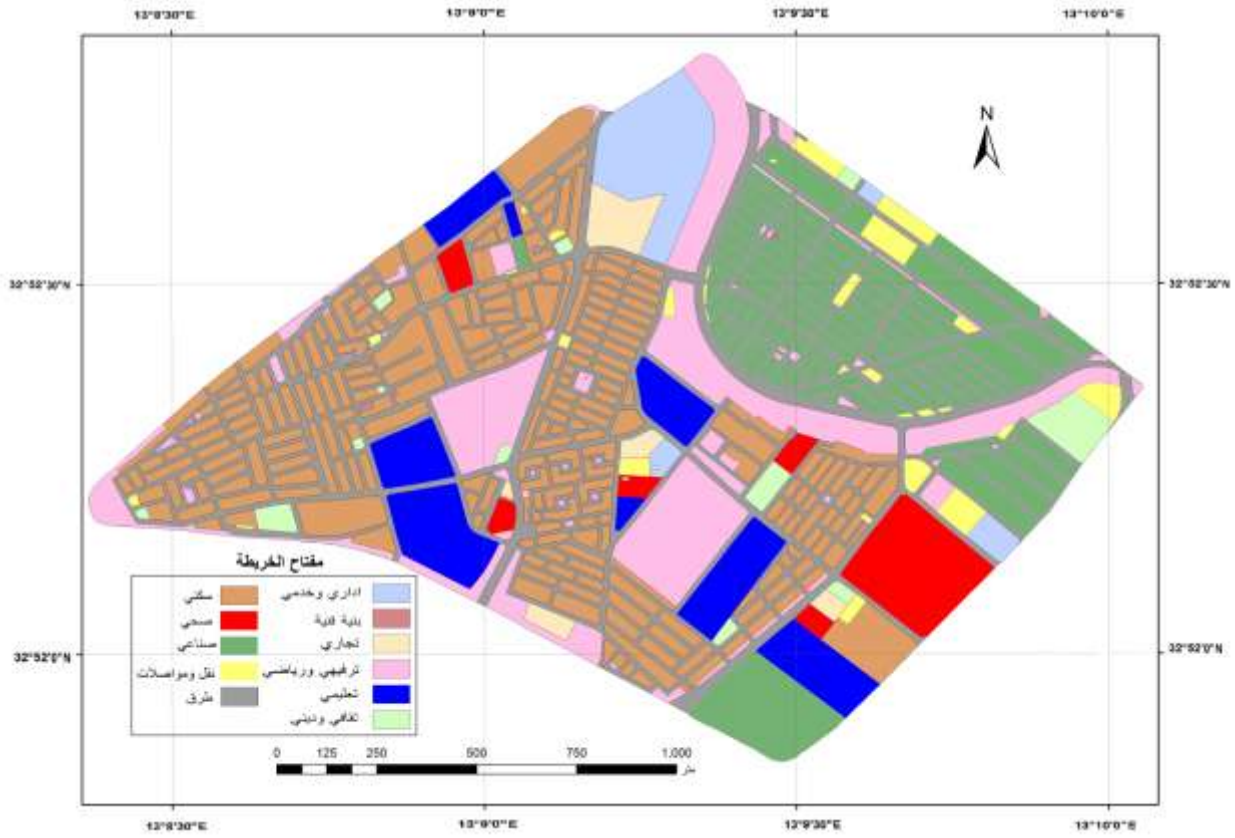 13°8'30"E 13°9'0"E 13°9'30"E 13°10'0"E
N
32°52'30"N 32°52'30"N
مفتاح الخريطة
سكني اداري وخدمي
صحي بنية فنية
صناعي تجاري
نقل ومواصلات ترفيهي ورياضي
طرق تعليمي
ثقافي وديني
32°52'0"N 32°52'0"N
0 125 250 500 750 1,000
متر
13°8'30"E 13°9'0"E 13°9'30"E 13°10'0"E